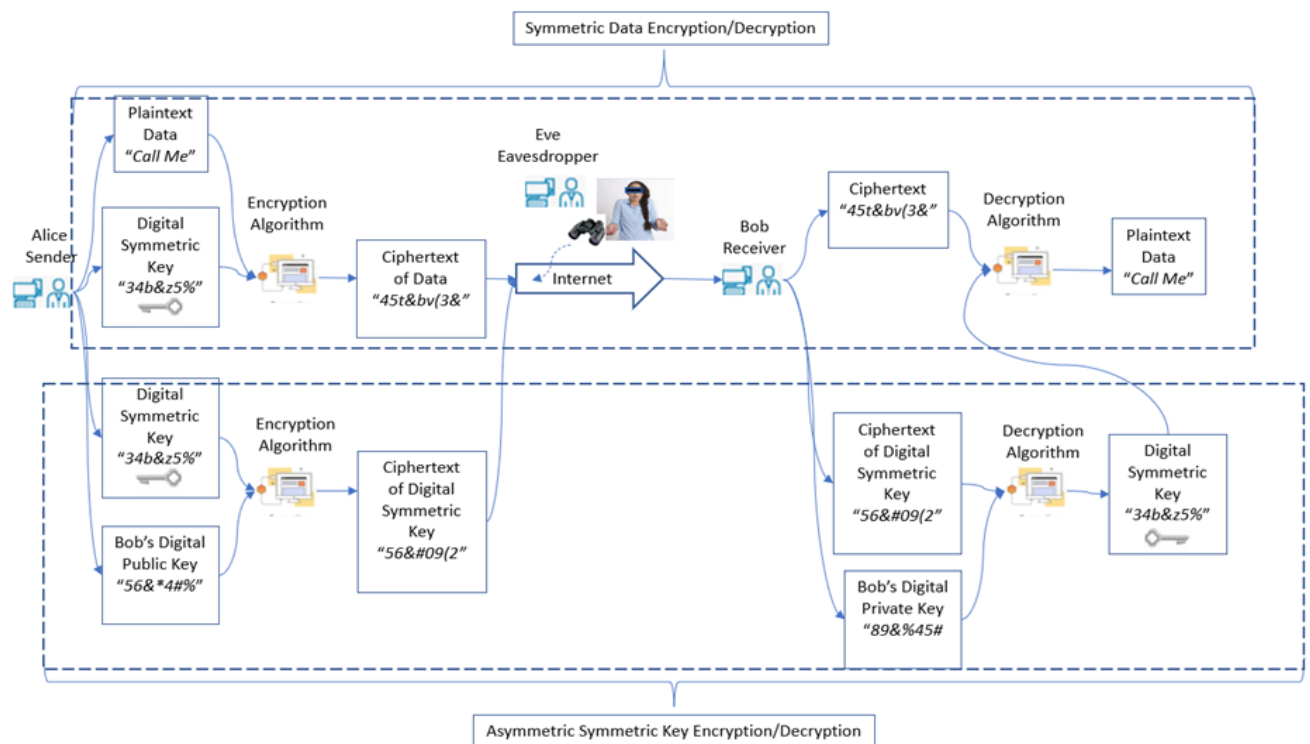 Symmetric Data Encryption/Decryption
Plaintext
Data
“Call Me”
Eve
Eavesdropper
Encryption
Algorithm
Ciphertext
“45t&bv(3&”
Decryption
Algorithm
Alice
Sender
Digital
Symmetric
Key
“34b&z5%”
Bob
Receiver
Plaintext
Data
“Call Me”
Ciphertext
of Data
“45t&bv(3&”
Internet
Digital
Symmetric
Key
“34b&z5%”
Encryption
Algorithm
Ciphertext
of Digital
Symmetric
Key
“56&#09(2”
Ciphertext
of Digital
Symmetric
Key
“56&#09(2”
Decryption
Algorithm
Digital
Symmetric
Key
“34b&z5%”
Bob’s Digital
Public Key
“56&*4#%”
Bob’s Digital
Private Key
“89&%45#
Asymmetric Symmetric Key Encryption/Decryption